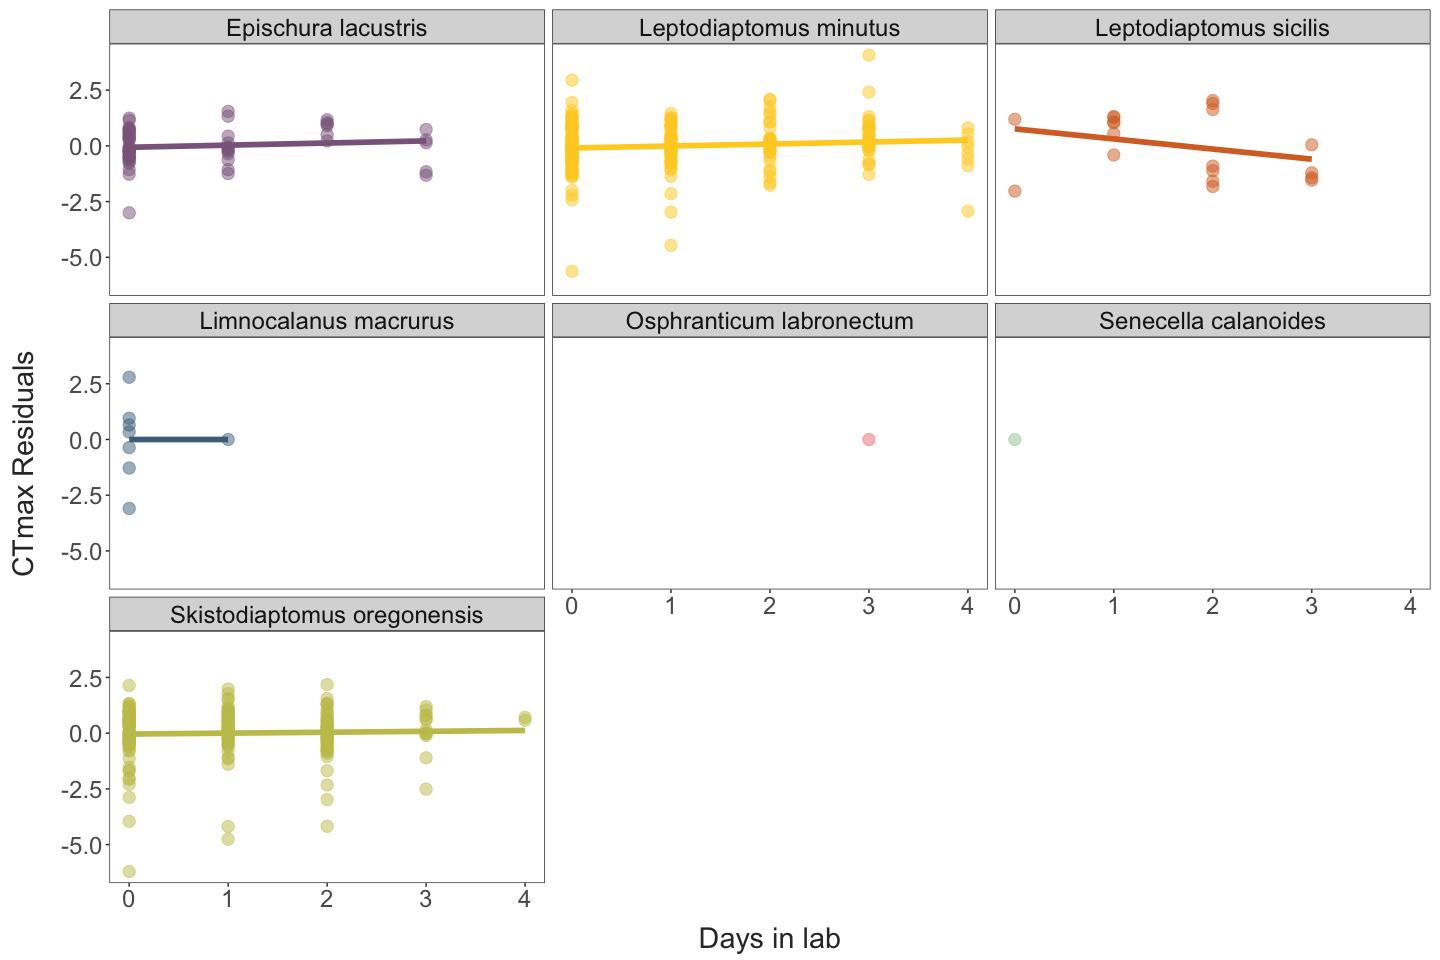 Epischura lacustris
Leptodiaptomus minutus
Leptodiaptomus sicilis
2.5
0.0
-2.5
-5.0
Limnocalanus macrurus
Osphranticum labronectum
Senecella calanoides
2.5
0.0
-2.5
-5.0
0 1 2 3 4
0 1 2 3 4
Skistodiaptomus oregonensis
2.5
0.0
-2.5
-5.0
0 1 2 3 4
CTmax Residuals
Days in lab